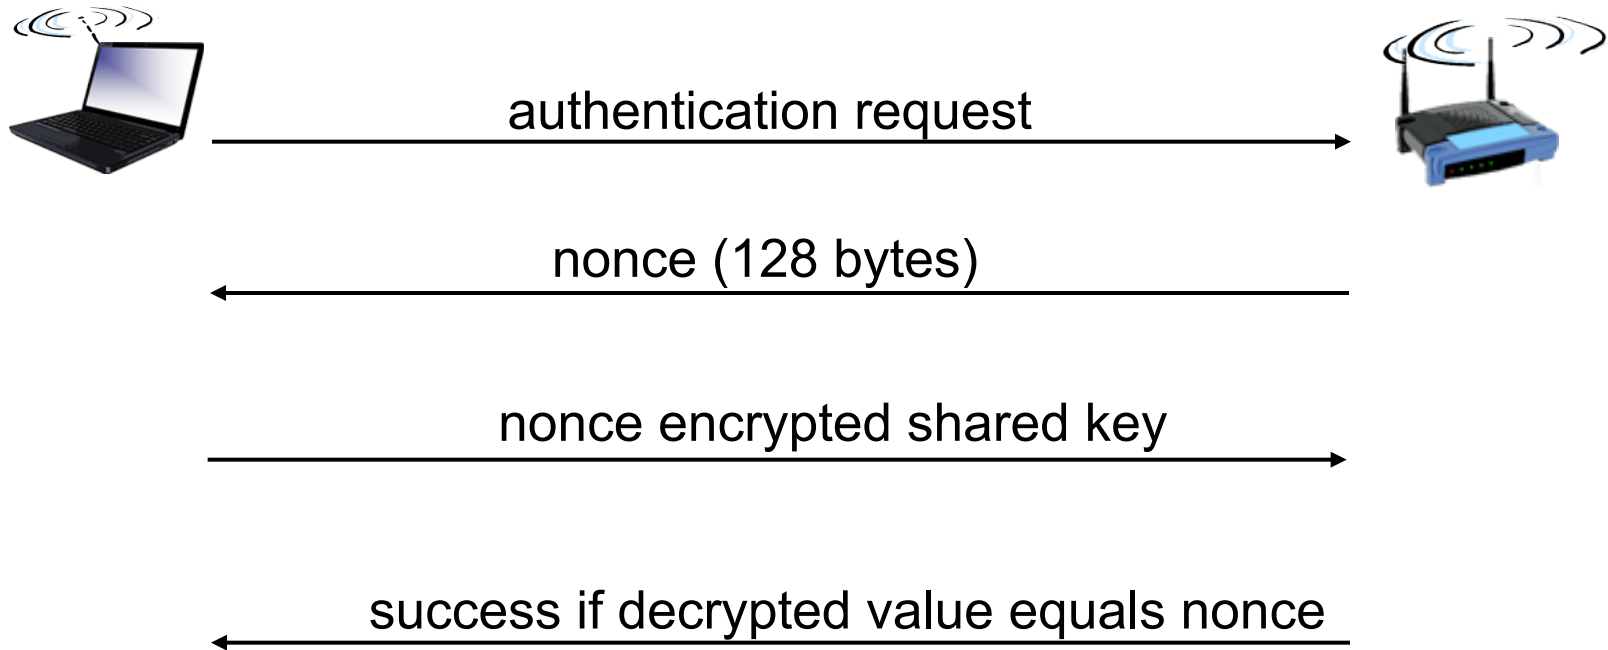 authentication request
nonce (128 bytes)
nonce encrypted shared key
success if decrypted value equals nonce